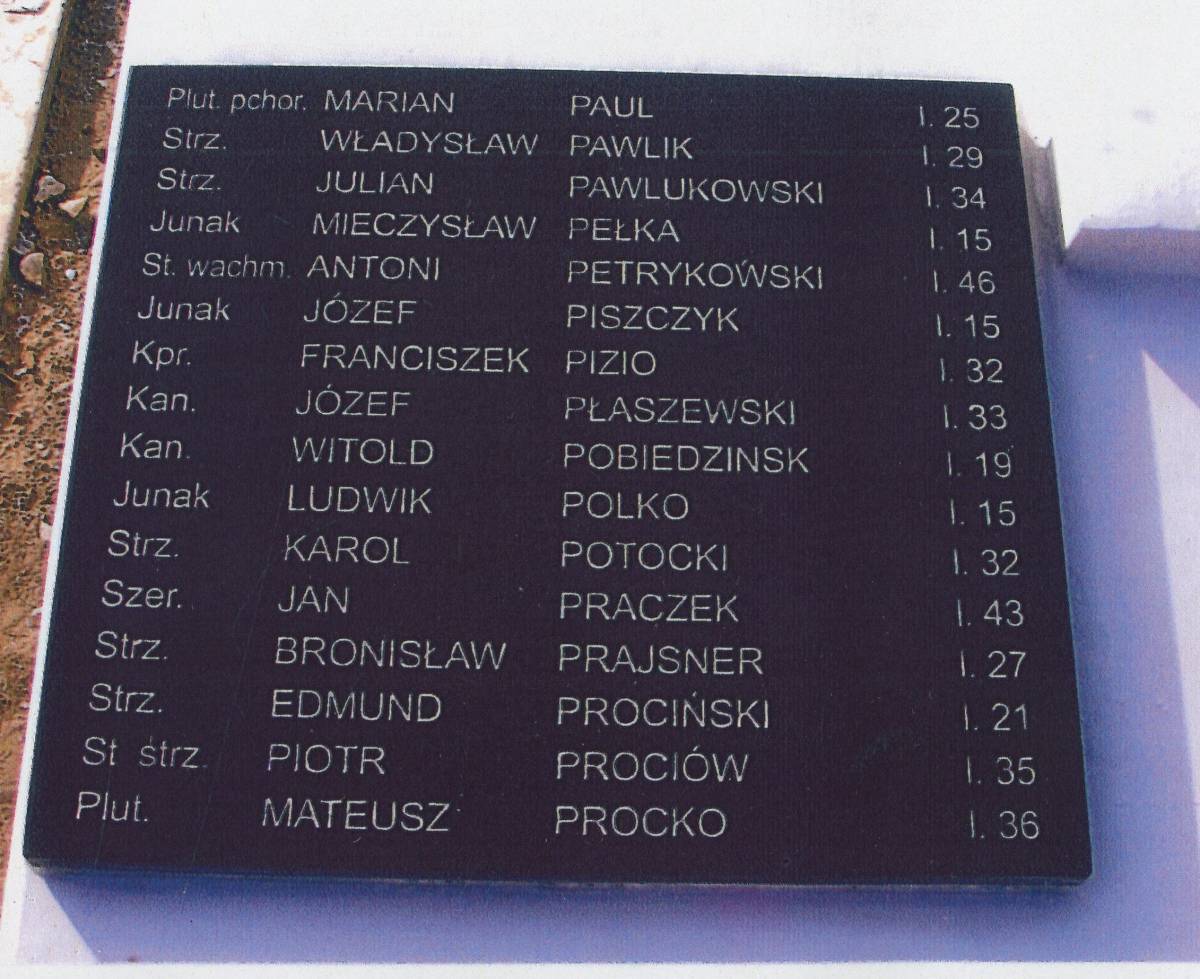 Plut. pchor. MARIAN PAUL l. 25
Strz. WŁADYSŁAW PAWLIK l. 29
Strz. JULIAN PAWLUKOWSKI l. 34
Junak MIECZYSŁAW PEŁKA l. 15
St. wachm. ANTONI PETRYKOWSKI l. 46
Junak JÓZEF PISZCZYK l. 15
Kpr. FRANCISZEK PIZIO l. 32
Kan. JÓZEF PŁASZEWSKI l. 33
Kan. WITOLD POBIEDZINSK l. 19
Junak LUDWIK POLKO l. 15
Strz. KAROL POTOCKI l. 32
Szer. JAN PRACZEK l. 43
Strz. BRONISŁAW PRAJSNER l. 27
Strz. EDMUND PROCIŃSKI l. 21
St strz. PIOTR PROCIÓW l. 35
Plut. MATEUSZ PROCKO l. 36